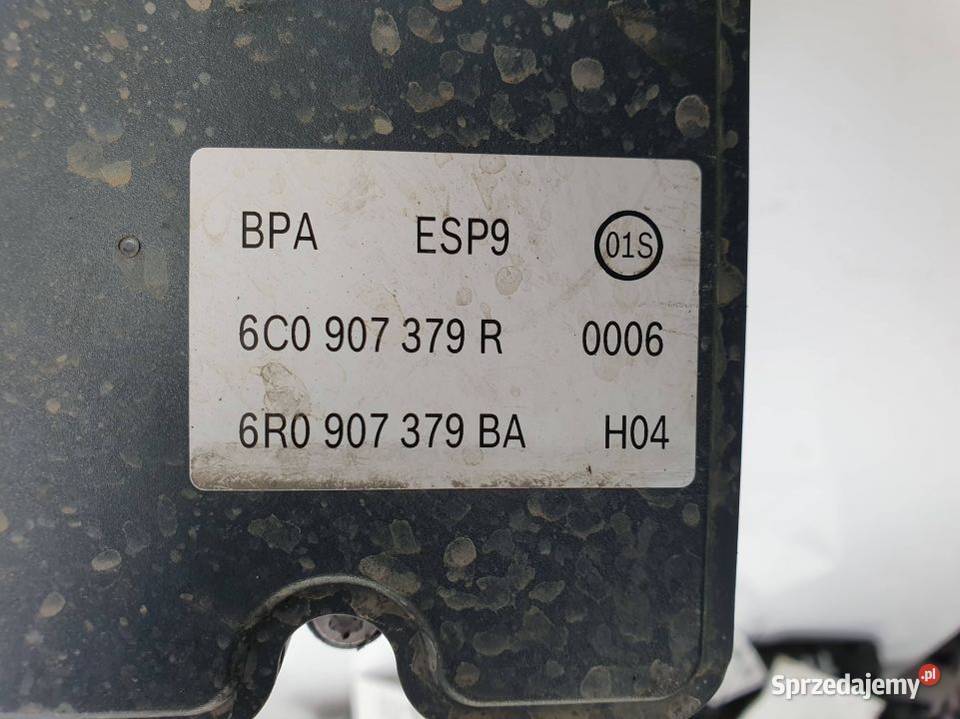 BPA ESP9 01S
6C0 907 379 R 0006
6R0 907 379 BA H04
Sprzedajemy.pl